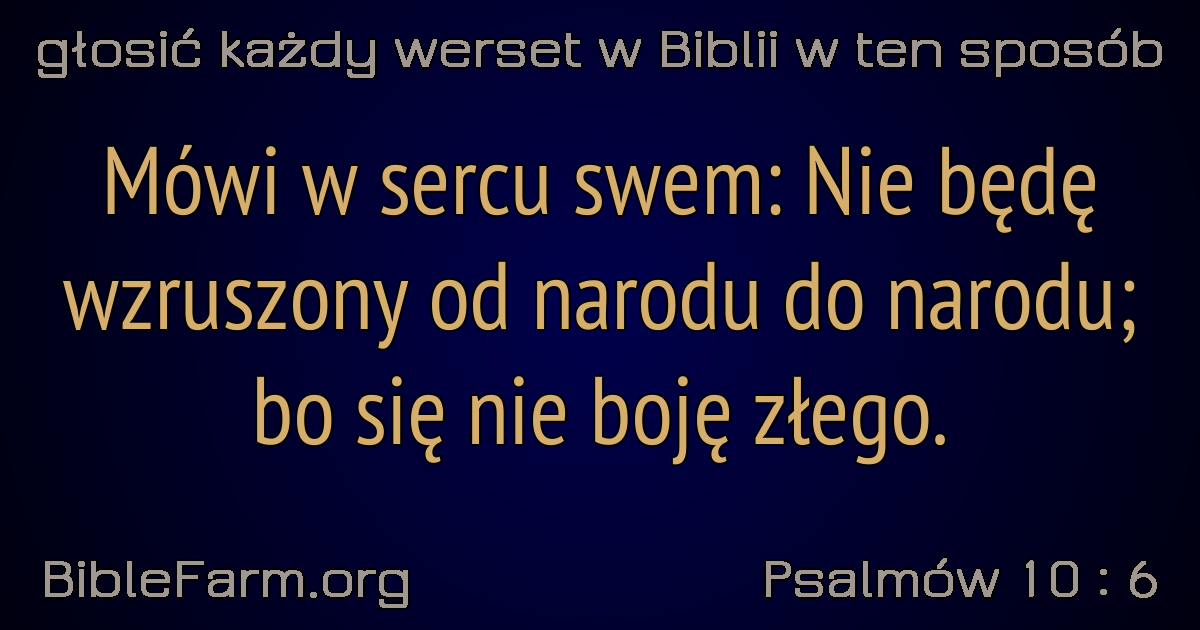 głosić każdy werset w Biblii w ten sposób
Mówi w sercu swem: Nie będę
wzruszony od narodu do narodu;
bo się nie boję złego.
BibleFarm.org
Psalmów 10 : 6